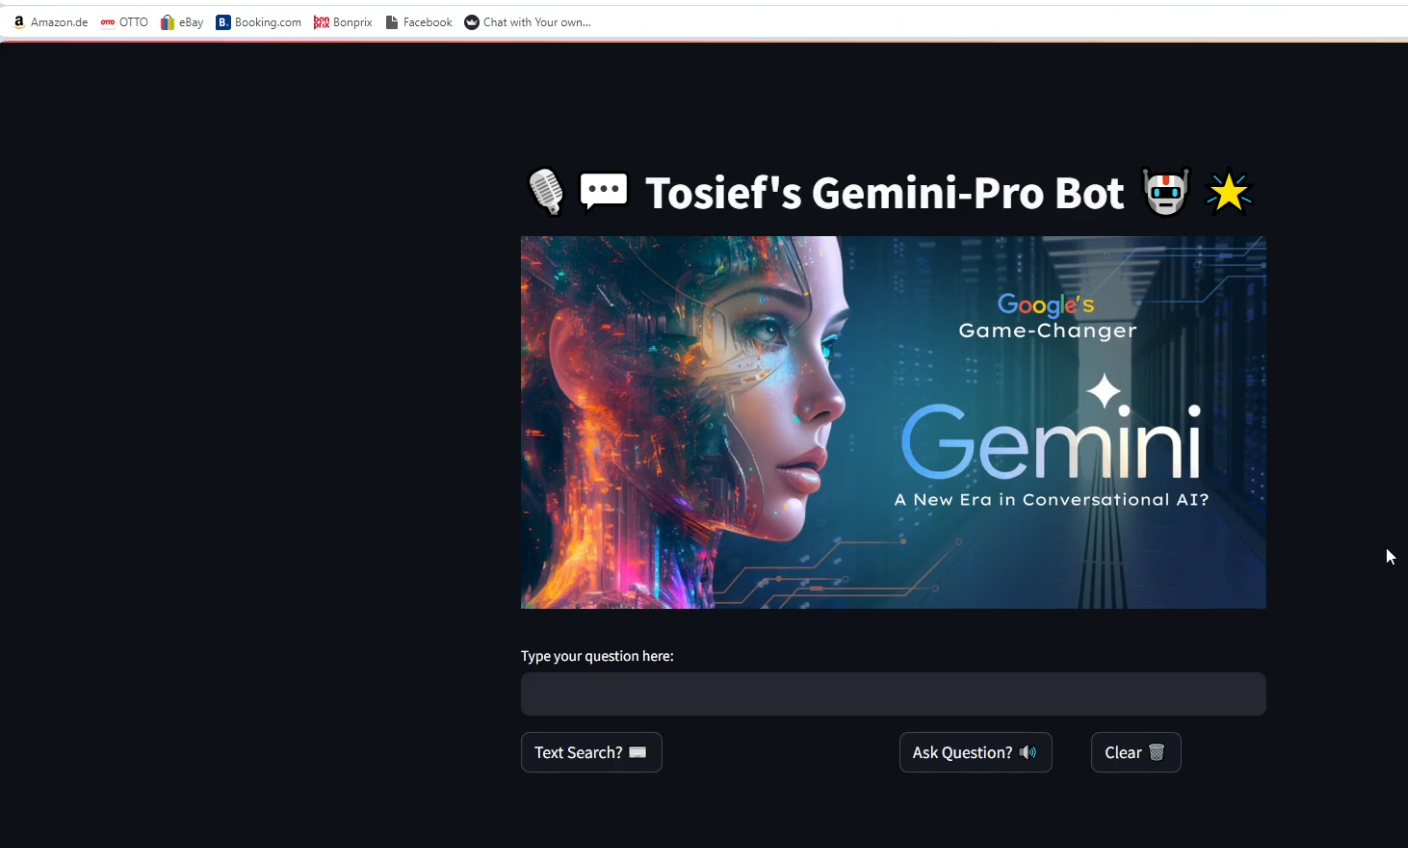 Amazon.de OTTO eBay Booking.com Bonprix Facebook Chat with Your own...
Tosief's Gemini-Pro Bot
Google's
Game-Changer
Gemini
A New Era in Conversational AI?
Type your question here:
Text Search? Ask Question? Clear